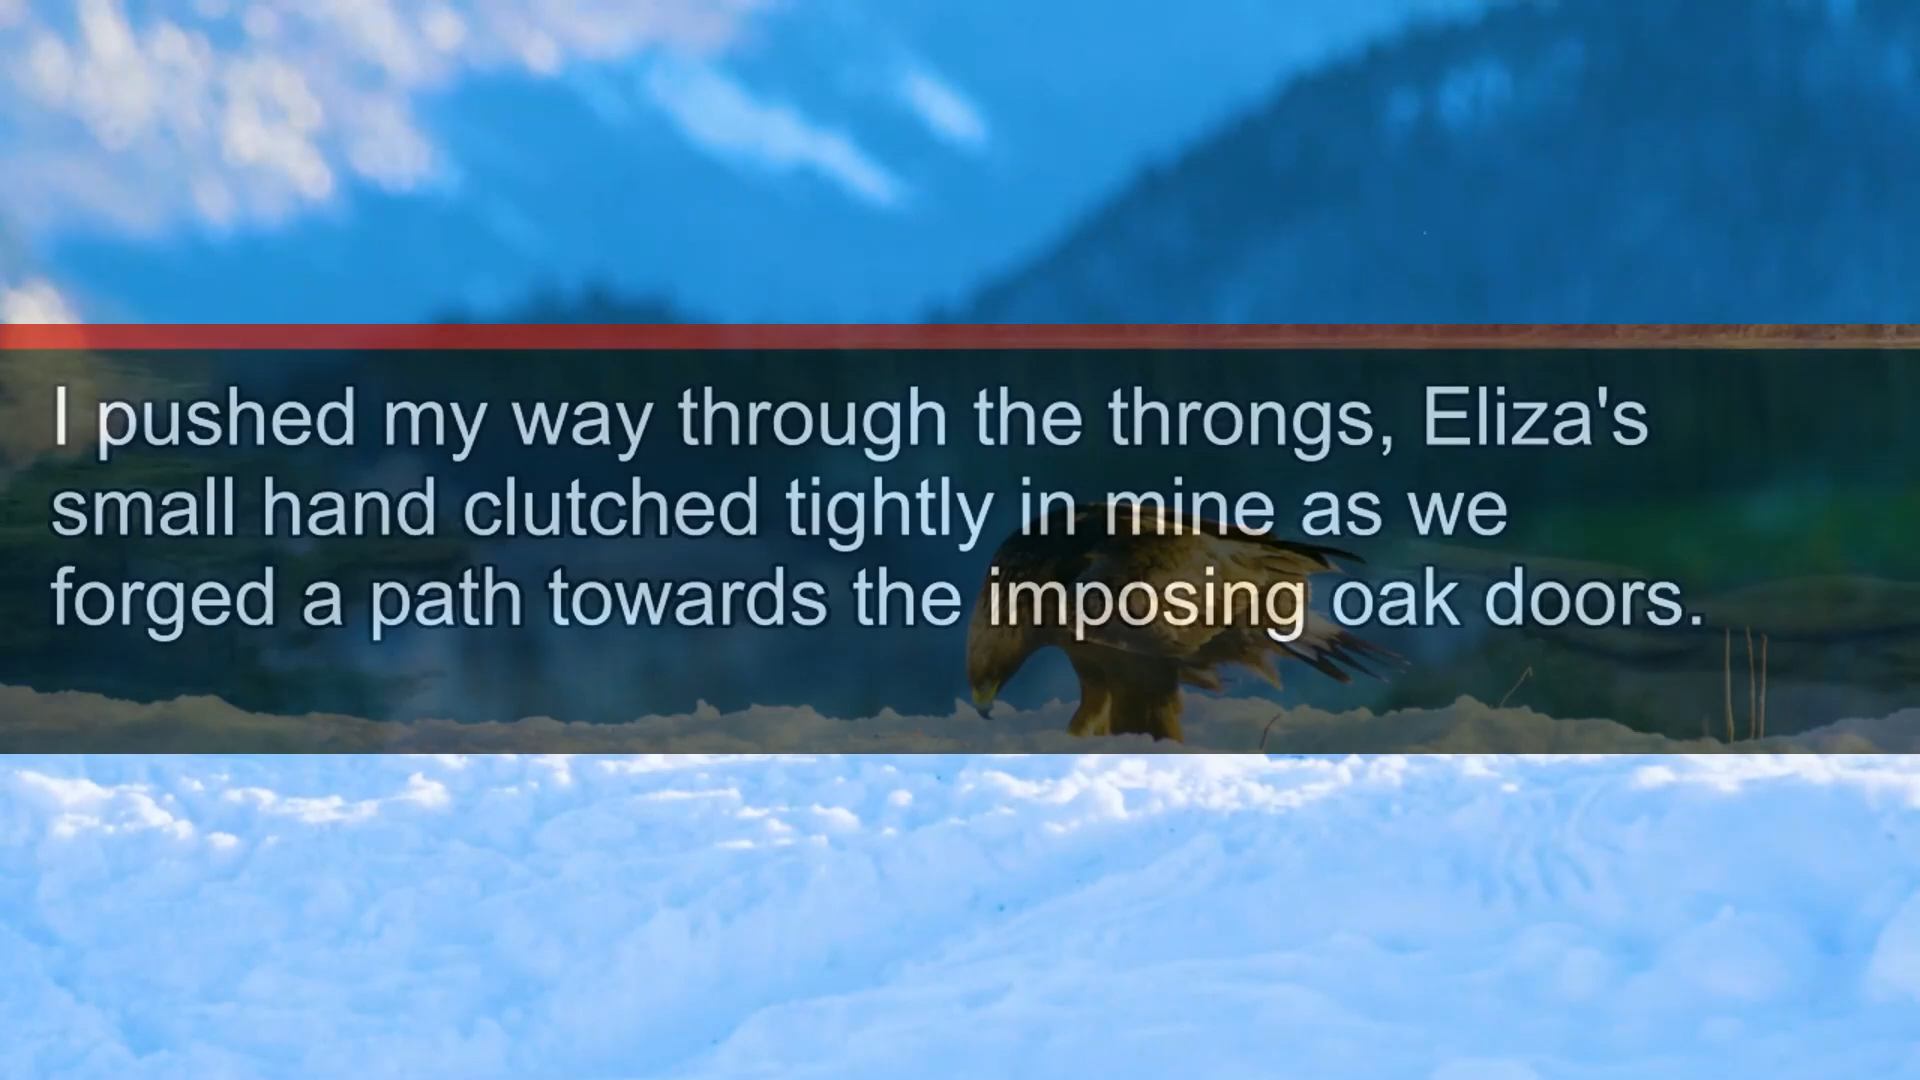 I pushed my way through the throngs, Eliza's
small hand clutched tightly in mine as we
forged a path towards the imposing oak doors.